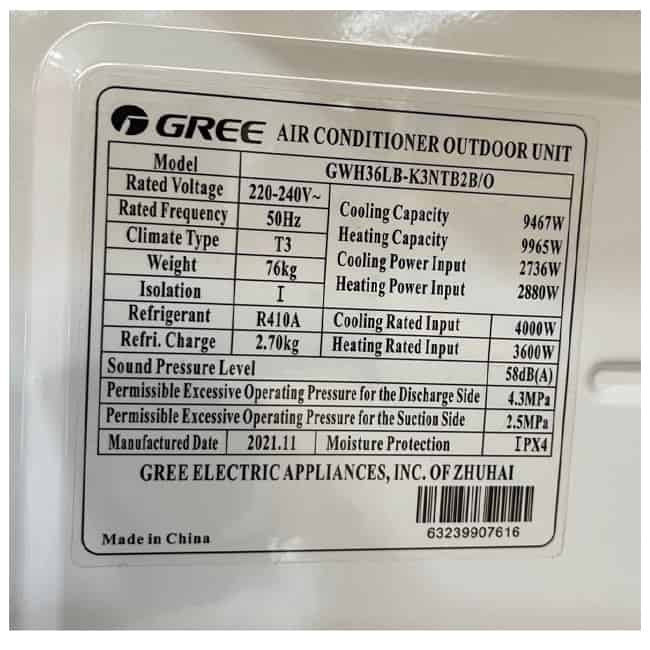 GREE AIR CONDITIONER OUTDOOR UNIT
Model GWH36LB-K3NTB2B/O
Rated Voltage 220-240V~
Rated Frequency 50Hz
Climate Type T3
Weight 76kg
Isolation I
Cooling Capacity 9467W
Heating Capacity 9965W
Cooling Power Input 2736W
Heating Power Input 2880W
Refrigerant R410A Cooling Rated Input 4000W
Refri. Charge 2.70kg Heating Rated Input 3600W
Sound Pressure Level 58dB(A)
Permissible Excessive Operating Pressure for the Discharge Side 4.3MPa
Permissible Excessive Operating Pressure for the Suction Side 2.5MPa
Manufactured Date 2021.11 Moisture Protection IPX4
GREE ELECTRIC APPLIANCES, INC. OF ZHUHAI
63239907616
Made in China